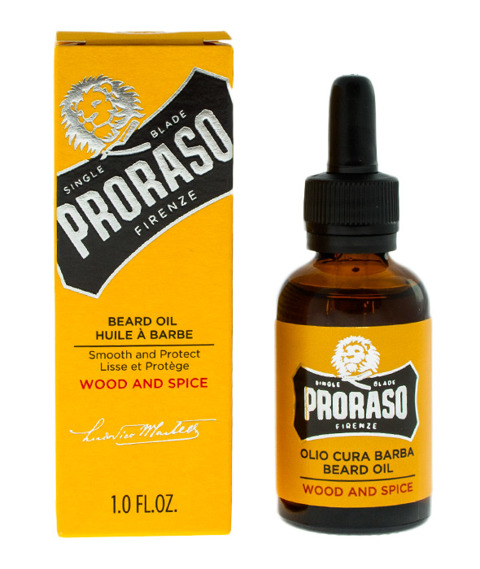 SINGLE BLADE
PRORASO
FIRENZE
BEARD OIL
HUILE À BARBE
Smooth and Protect
Lisse et Protège
WOOD AND SPICE
1.0 FL.OZ.
SINGLE BLADE
PRORASO
FIRENZE
OLIO CURA BARBA
BEARD OIL
WOOD AND SPICE